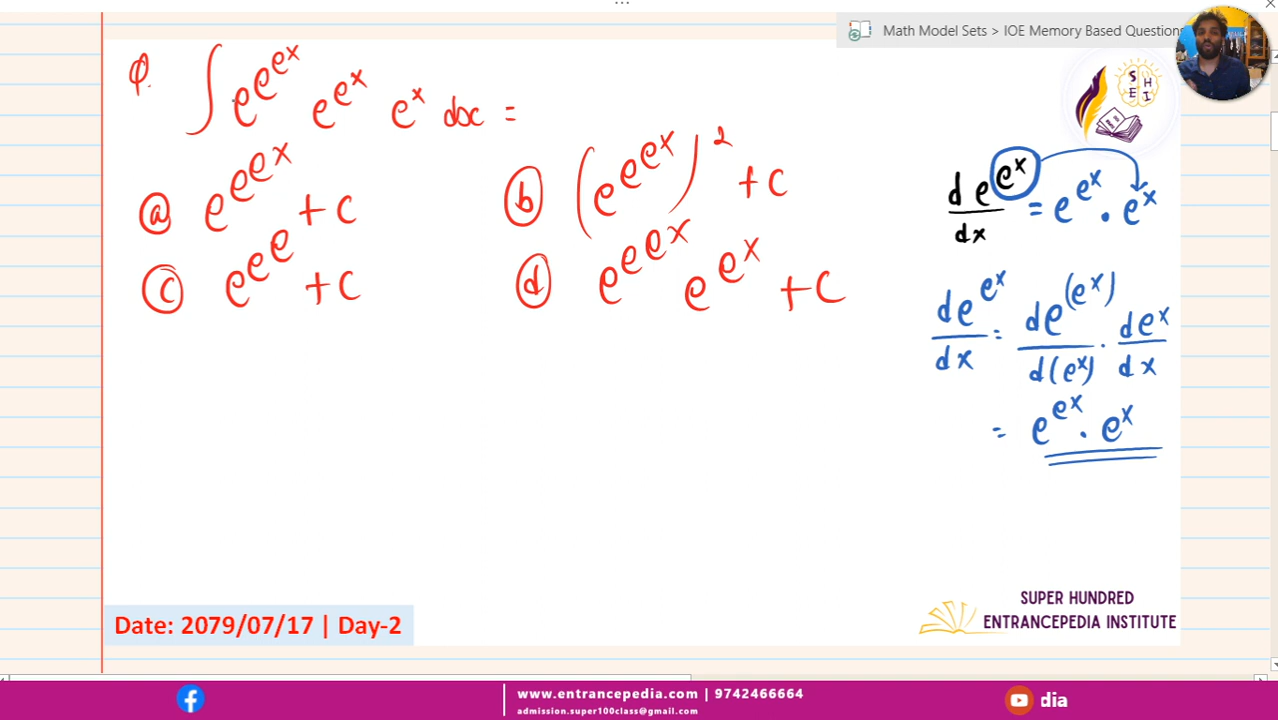 Math Model Sets > IOE Memory Based Questions
Q. ∫ e^{e^{e^x}} e^{e^x} e^x dx =
ⓐ e^{e^{e^x}} + c
ⓑ (e^{e^{e^x}})^2 + c
ⓒ e^{e^e} + c
ⓓ e^{e^{e^x}} e^{e^x} + c
S E H I
d e^{e^x} / dx = e^{e^x} . e^x
d e^{e^x} / dx = d e^{(e^x)} / d(e^x) . d e^x / dx
= e^{e^x} . e^x
SUPER HUNDRED
ENTRANCEPEDIA INSTITUTE
Date: 2079/07/17 | Day-2
www.entrancepedia.com | 9742466664
admission.super100class@gmail.com
dia